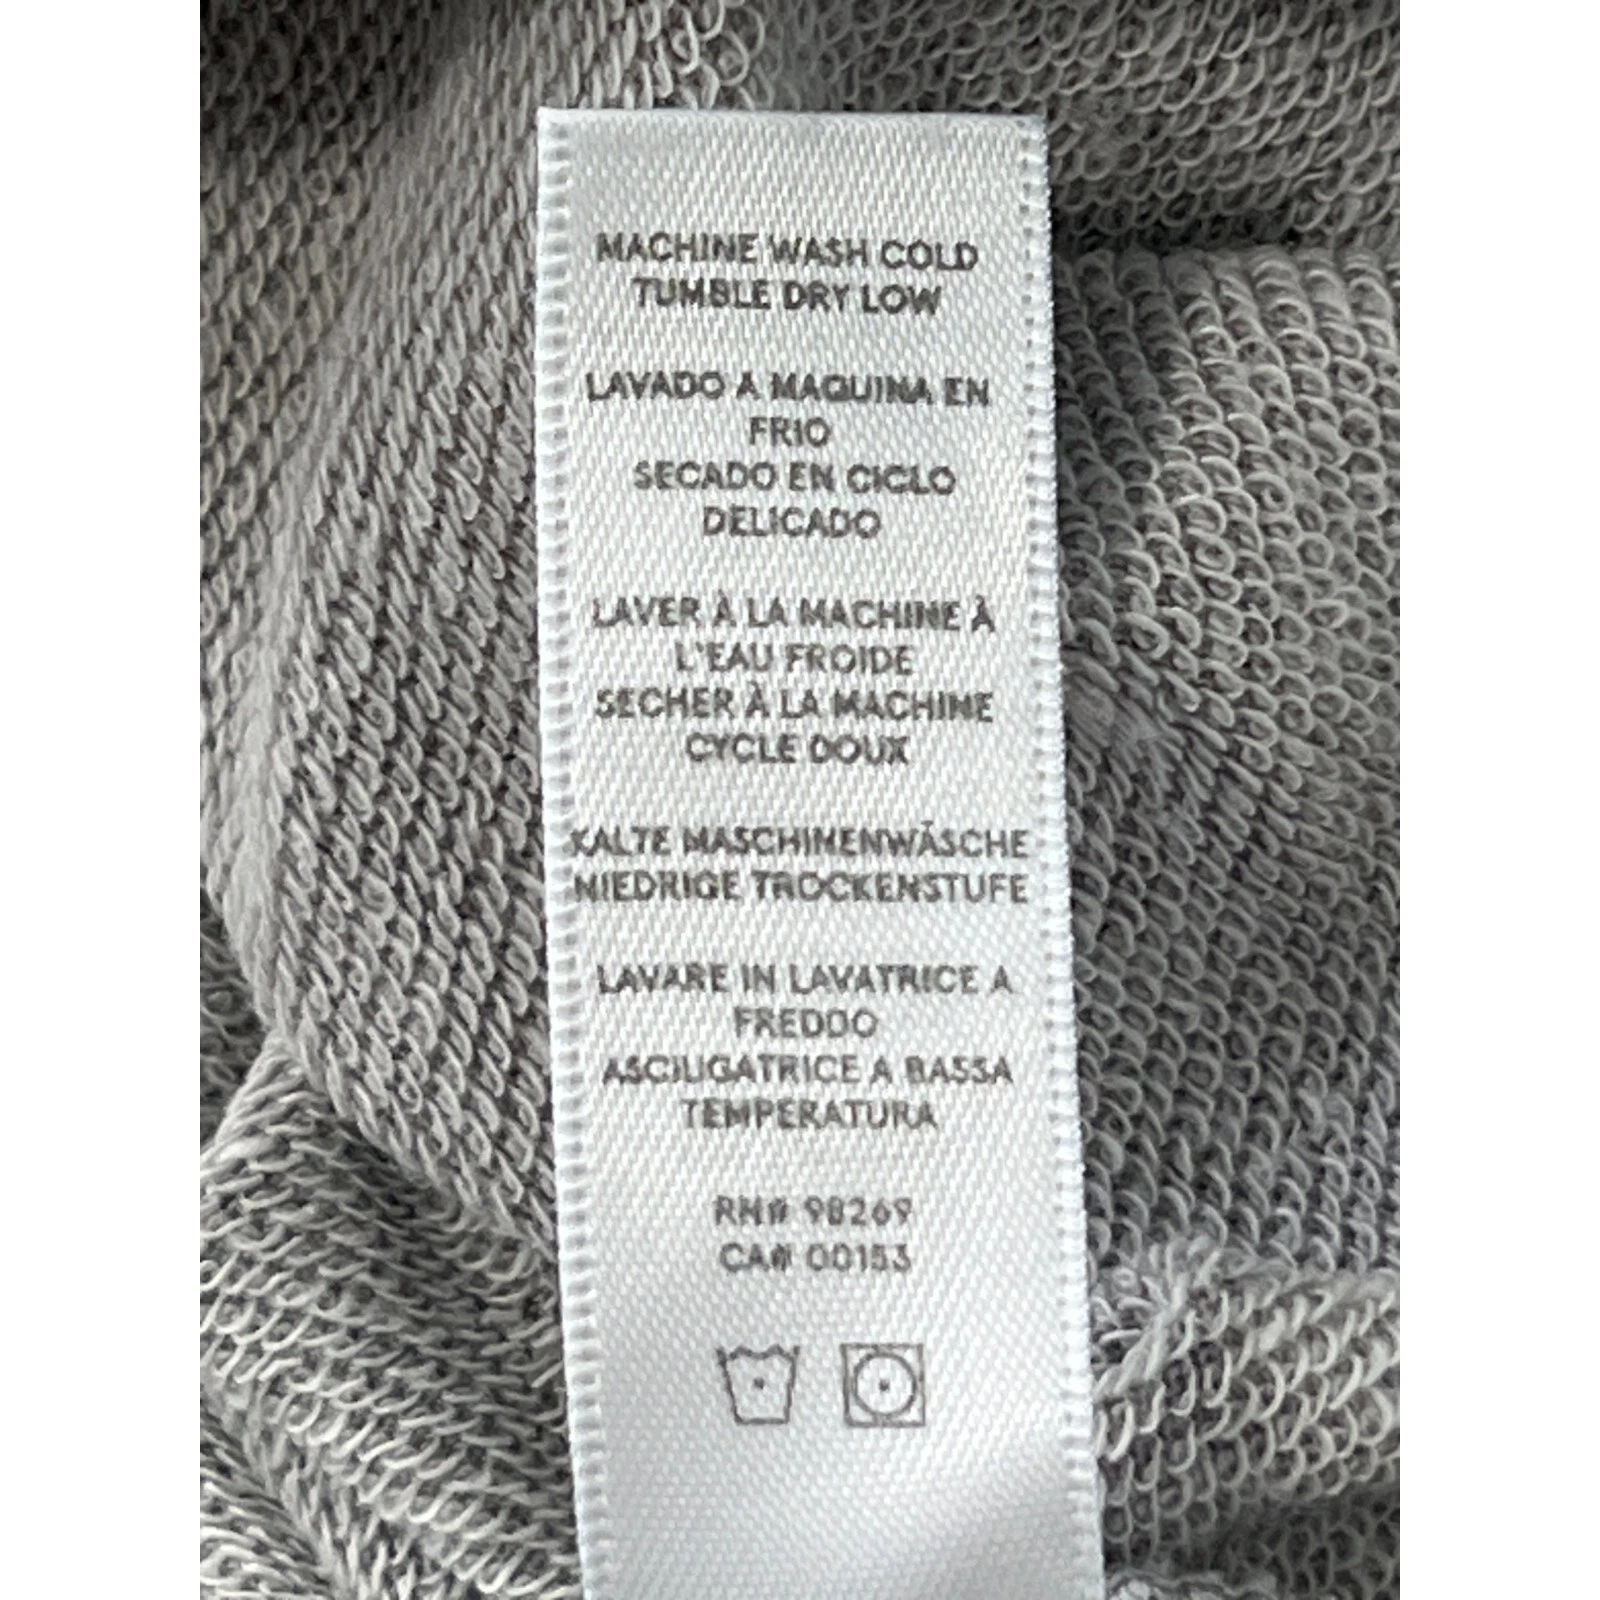 MACHINE WASH COLD
TUMBLE DRY LOW
LAVADO A MAQUINA EN
FRIO
SECADO EN CICLO
DELICADO
LAVER À LA MACHINE À
L'EAU FROIDE
SECHER À LA MACHINE
CYCLE DOUX
KALTE MASCHINENWÄSCHE
NIEDRIGE TROCKENSTUFE
LAVARE IN LAVATRICE A
FREDDO
ASCIUGATRICE A BASSA
TEMPERATURA
RN# 98269
CA# 00153